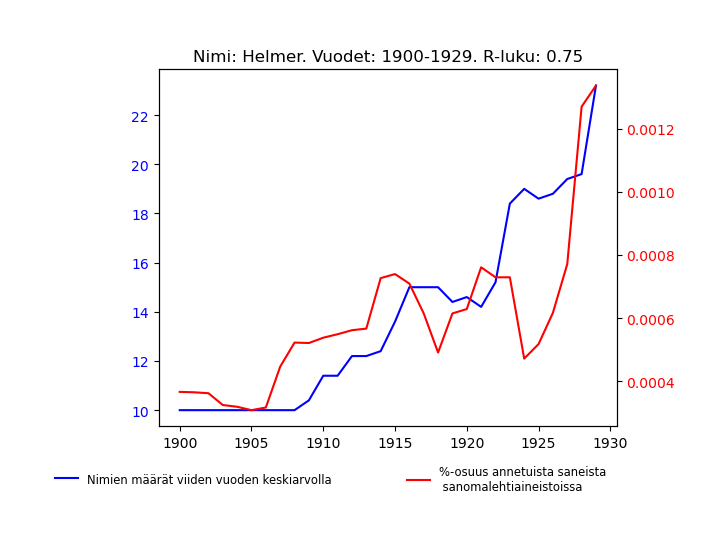 Nimi: Helmer. Vuodet: 1900-1929. R-luku: 0.75
22
20
18
16
14
12
10
0.0012
0.0010
0.0008
0.0006
0.0004
1900 1905 1910 1915 1920 1925 1930
Nimien määrät viiden vuoden keskiarvolla
%-osuus annetuista saneista
sanomalehtiaineistoissa